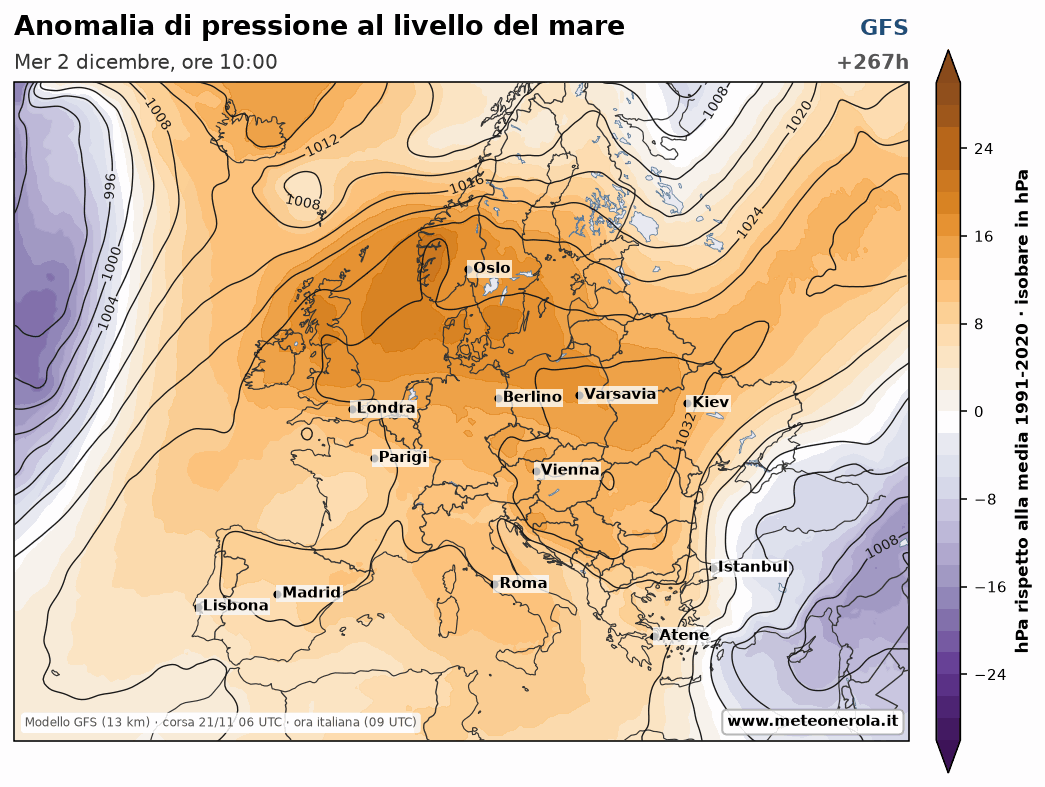 Anomalia di pressione al livello del mare
GFS
Mer 2 dicembre, ore 10:00
+267h
1008
1012
1008
1016
1008
1020
1024
996
1000
1004
Oslo
Londra
Berlino
Varsavia
Kiev
1032
Parigi
Vienna
1008
Istanbul
Roma
Madrid
Lisbona
Atene
24
16
8
0
−8
−16
−24
hPa rispetto alla media 1991-2020 · isobare in hPa
Modello GFS (13 km) · corsa 21/11 06 UTC · ora italiana (09 UTC)
www.meteonerola.it